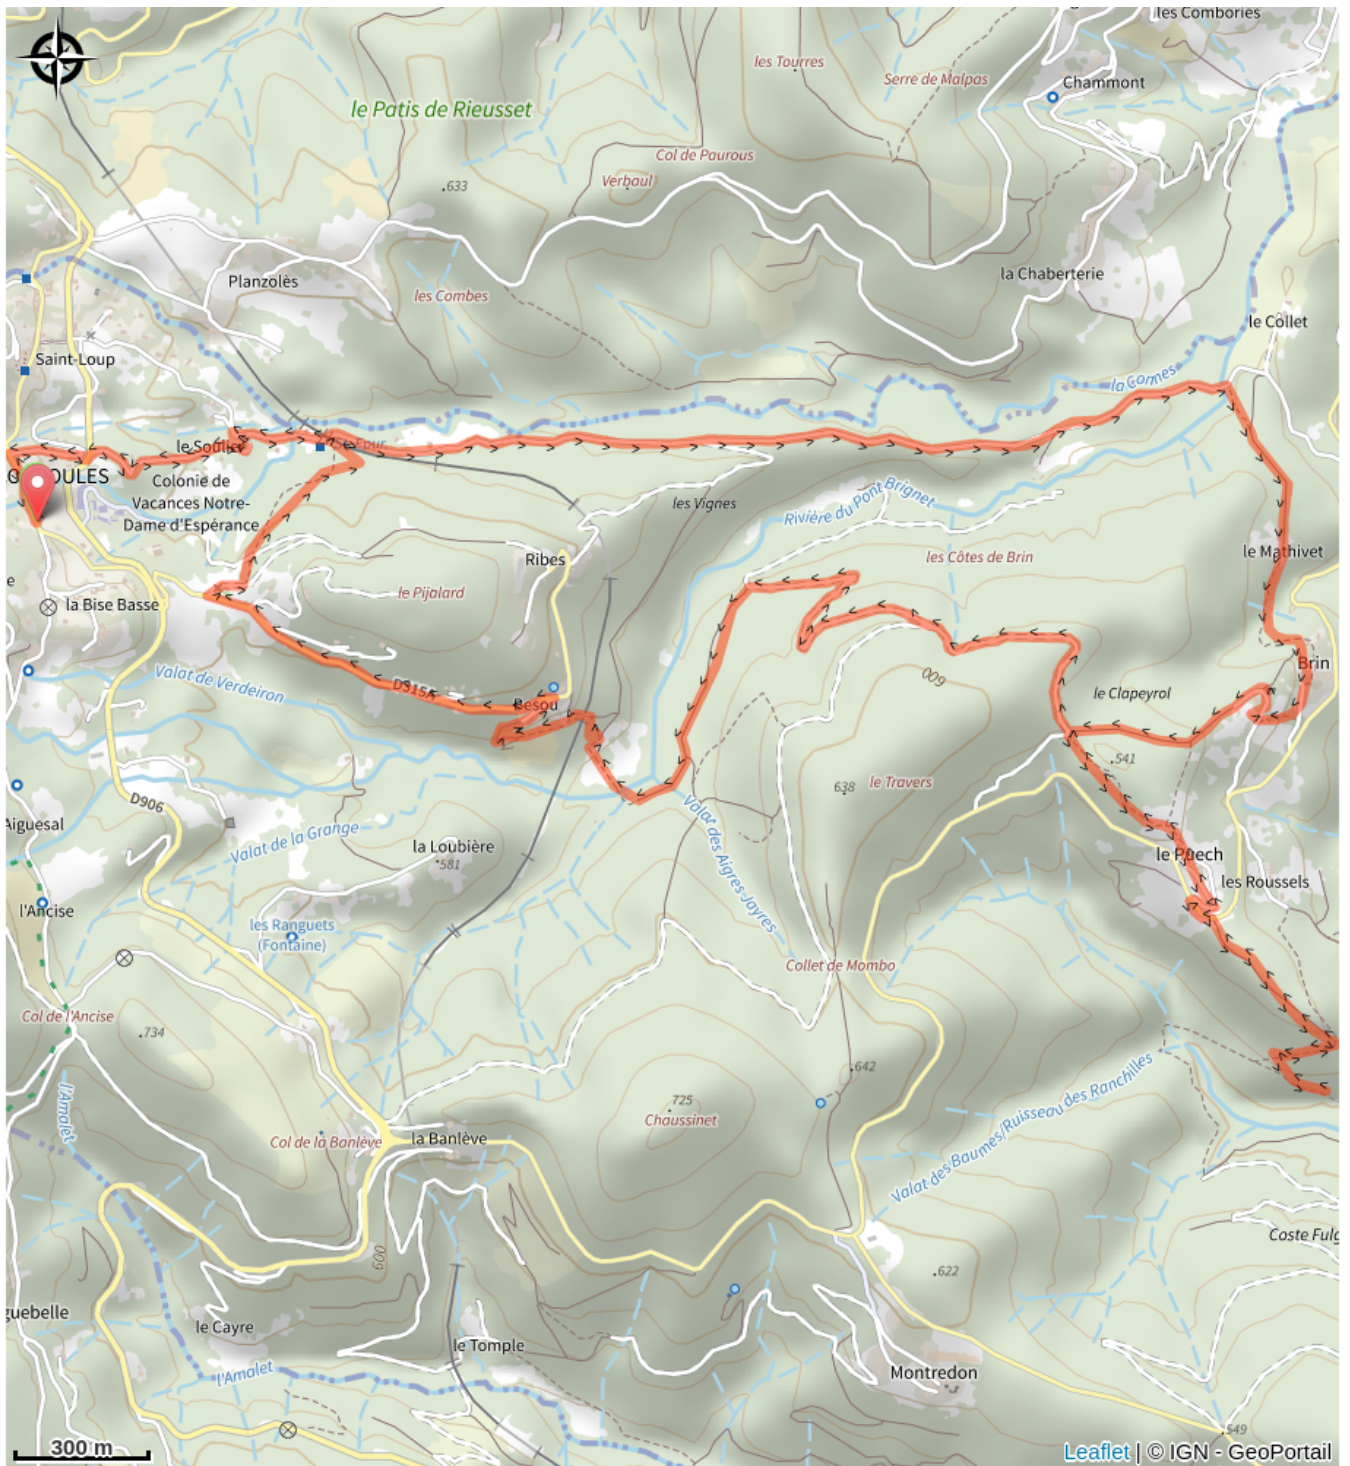 les Combories
les Tourres
Serre de Malpas
Chammont
le Patis de Rieusset
Col de Paurous
Verbaul
.633
la Chaberterie
Planzolès
les Combes
le Collet
Saint-Loup
la Connes
le Soulier
OULES
Colonie de
Vacances Notre-
Dame d'Espérance
les Vignes
Rivière du Pont Brignet
le Mathivet
Ribes
les Côtes de Brin
e
la Bise Basse
le Pijalard
Brin
Valat de Verdeiron
D315A
600
le Clapeyrol
Besou
.541
638
le Travers
D906
Aiguesal
Valat de la Grange
Valat des Aigres-Jayres
la Loubière
581
le Puech
les Roussels
l'Ancise
les Ranguets
(Fontaine)
Collet de Mombo
Col de l'Ancise
.734
.642
l'Amalet
725
Chaussinet
Valat des Baumes/Ruisseau des Ranchilles
Col de la Banlève
la Banlève
600
Coste Fulg
.622
guebelle
le Cayre
le Tomple
l'Amalet
Montredon
549
300 m
Leaflet | © IGN - GeoPortail